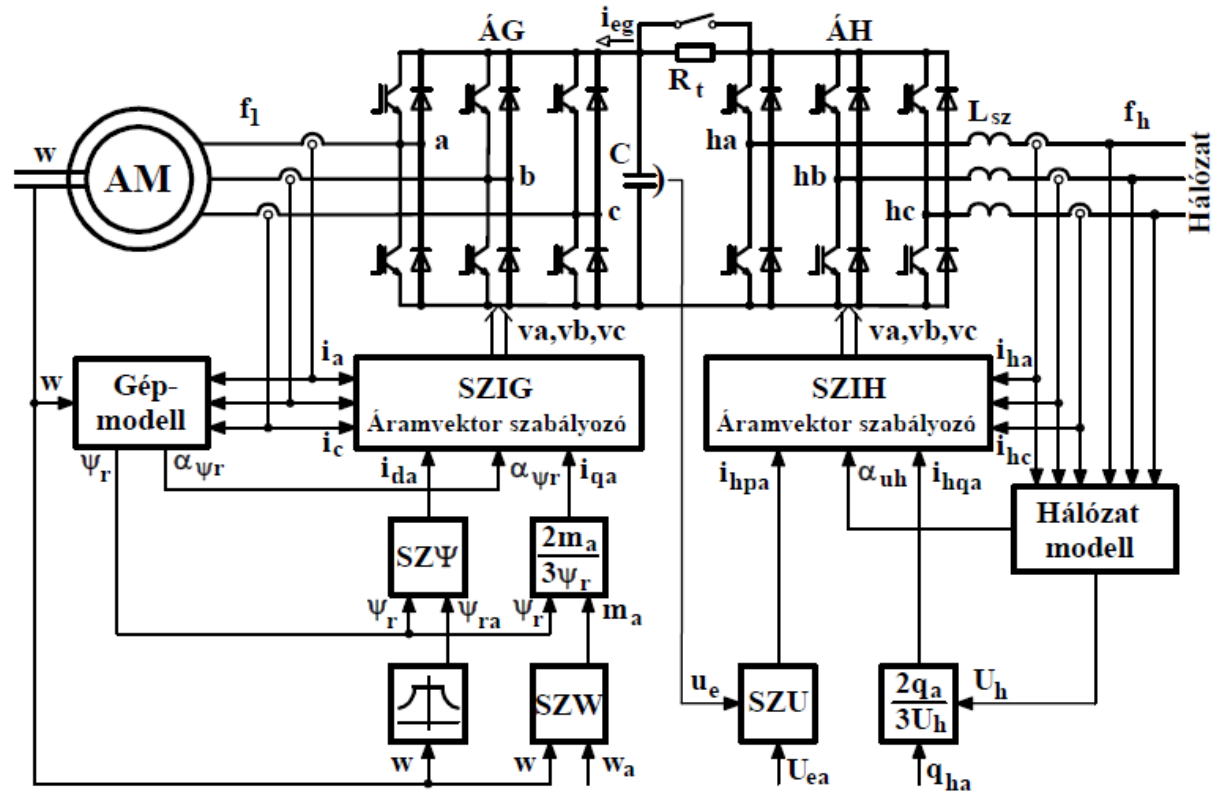 i_eg
ÁG
ÁH
R_t
f_1
L_sz
f_h
w
AM
a
b
c
C
ha
hb
hc
Hálózat
va,vb,vc
va,vb,vc
w
Gép-
modell
i_a
i_c
SZIG
Áramvektor szabályozó
SZIH
Áramvektor szabályozó
i_ha
i_hc
ψ_r
α_ψr
i_da
α_ψr
i_qa
i_hpa
α_uh
i_hqa
Hálózat
modell
SZΨ
2m_a
3ψ_r
ψ_r
ψ_ra
ψ_r
m_a
SZW
u_e
SZU
2q_a
3U_h
U_h
w
w
w_a
U_ea
q_ha